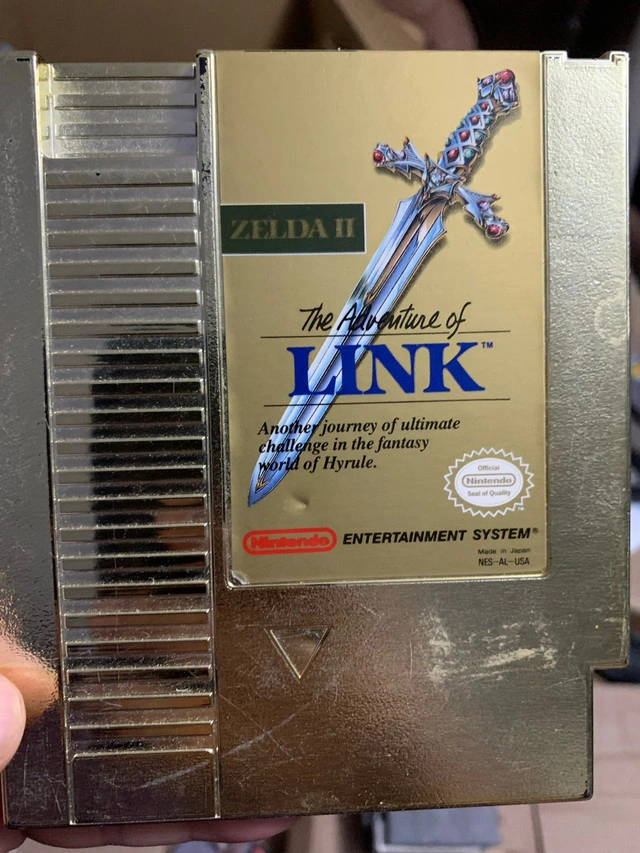 ZELDA II
The Adventure of
LINK™
Another journey of ultimate
challenge in the fantasy
world of Hyrule.
Official
Nintendo
Seal of Quality
Nintendo ENTERTAINMENT SYSTEM®
Made in Japan
NES-AL-USA